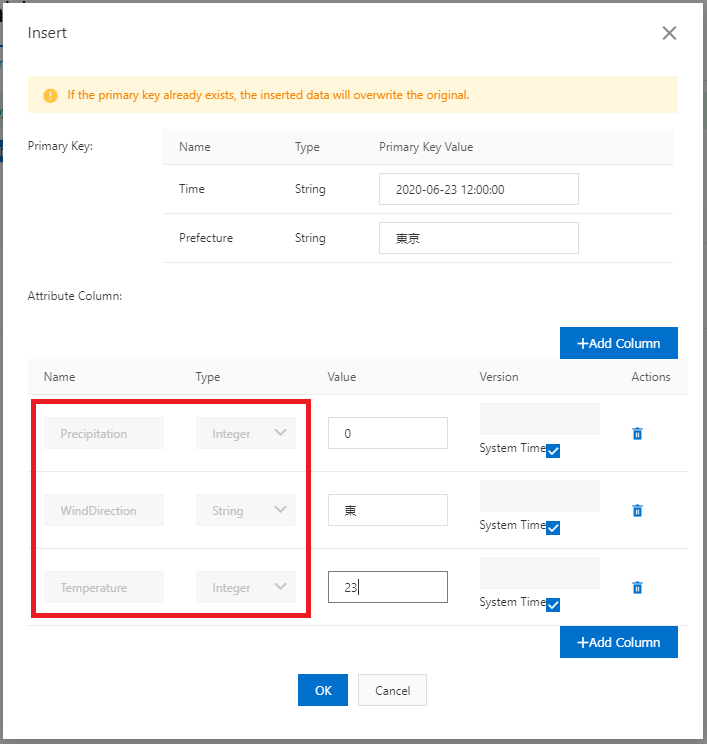 Insert
If the primary key already exists, the inserted data will overwrite the original.
Primary Key:
Name Type Primary Key Value
Time String 2020-06-23 12:00:00
Prefecture String 東京
Attribute Column:
+Add Column
Name Type Value Version Actions
Precipitation Integer 0
System Time
WindDirection String 東
System Time
Temperature Integer 23
System Time
+Add Column
OK Cancel